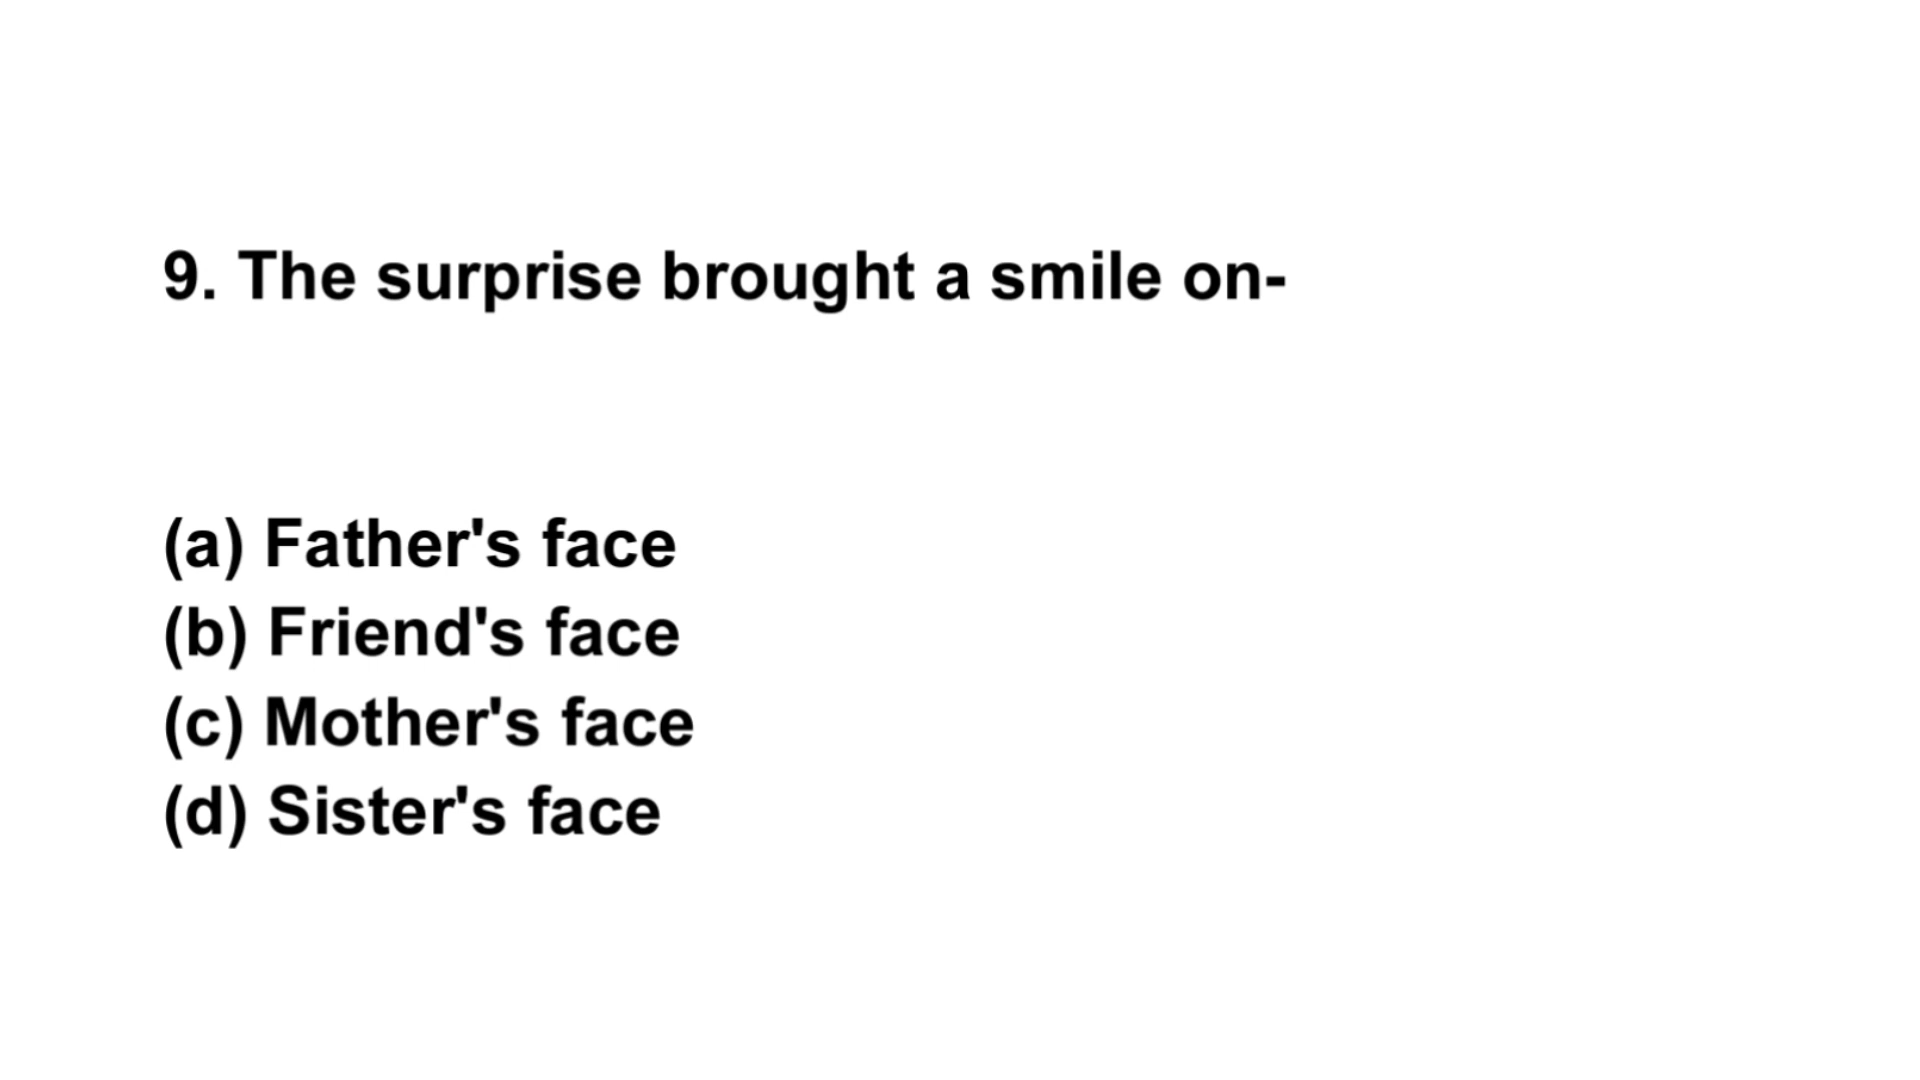 9. The surprise brought a smile on-
(a) Father's face
(b) Friend's face
(c) Mother's face
(d) Sister's face